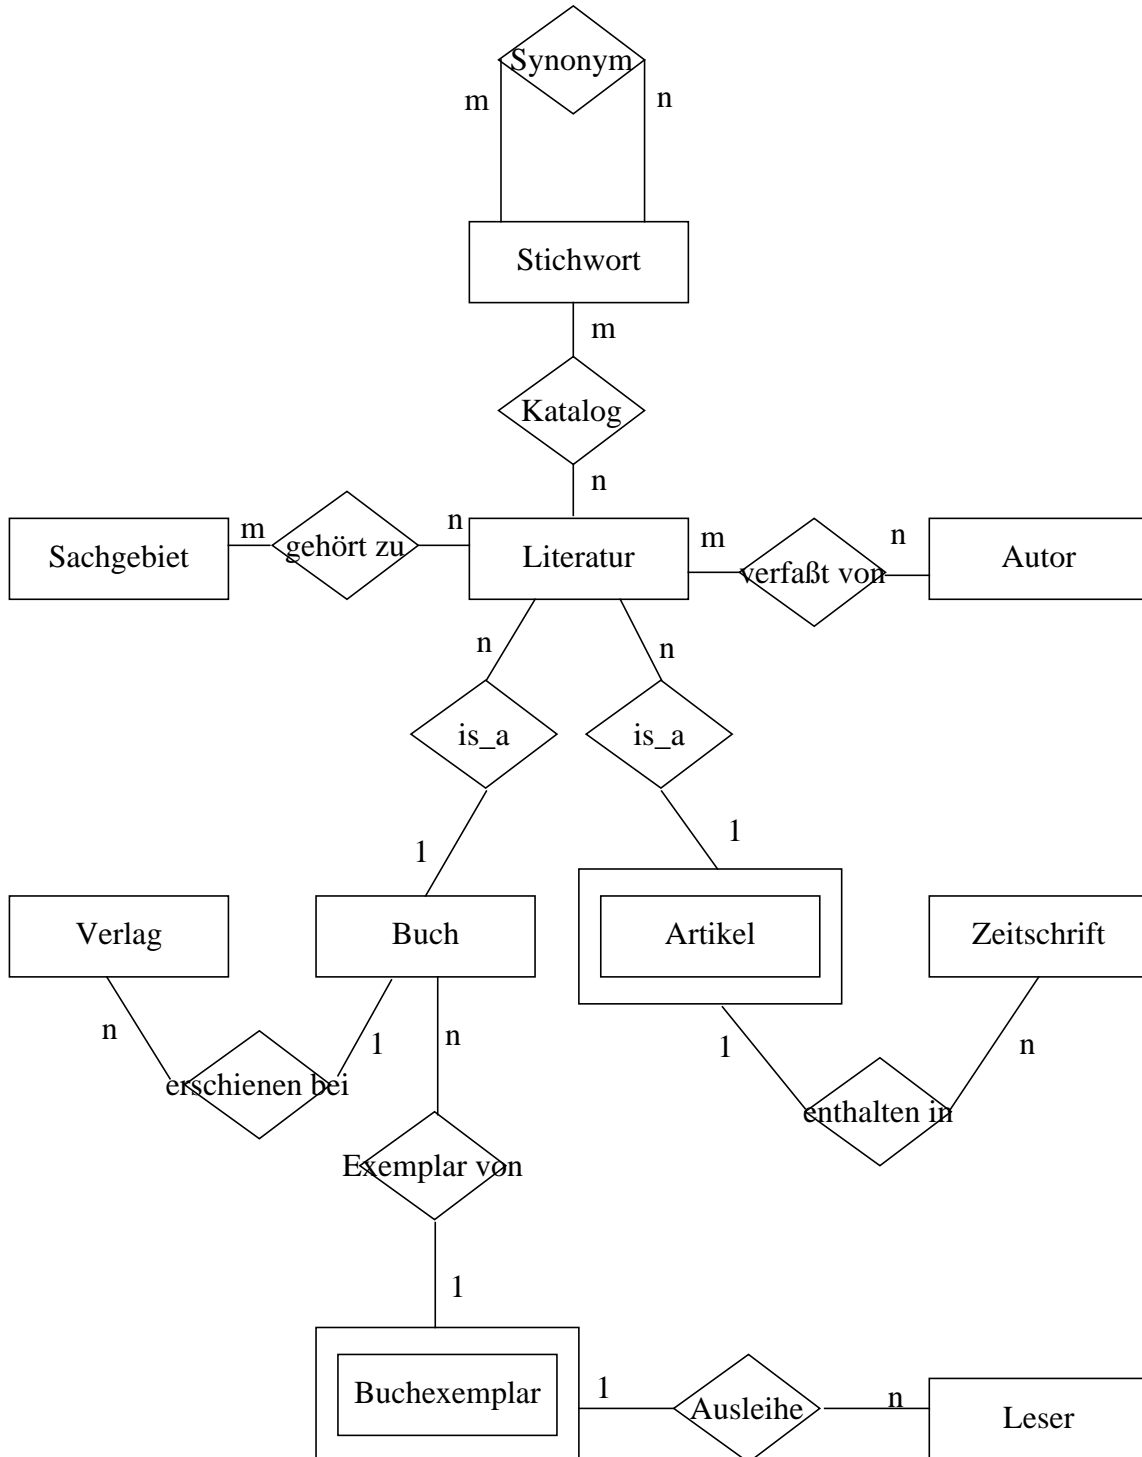 Synonym
m
n
Stichwort
m
Katalog
n
Sachgebiet
m
gehört zu
n
Literatur
m
verfaßt von
n
Autor
n
n
is_a
is_a
1
1
Verlag
Buch
Artikel
Zeitschrift
n
1
n
1
n
erschienen bei
enthalten in
Exemplar von
1
Buchexemplar
1
Ausleihe
n
Leser